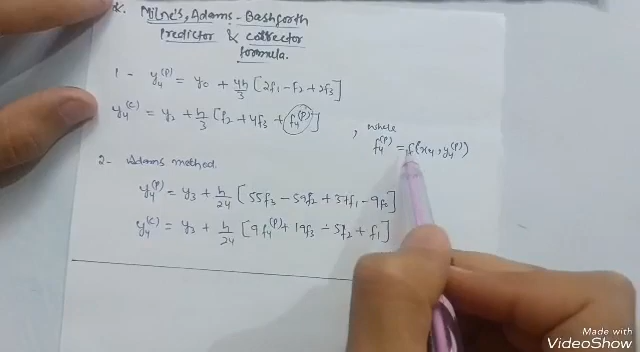 * Milne's, Adams - Bashforth
Predictor & corrector
formula.
1 - y₄⁽ᵖ⁾ = y₀ + 4h/3 [2f₁ - f₂ + 2f₃]
y₄⁽ᶜ⁾ = y₂ + h/3 [f₂ + 4f₃ + f₄⁽ᵖ⁾]
, where
f₄⁽ᵖ⁾ = f(x₄, y₄⁽ᵖ⁾)
2 - Adams method.
y₄⁽ᵖ⁾ = y₃ + h/24 [55f₃ - 59f₂ + 37f₁ - 9f₀]
y₄⁽ᶜ⁾ = y₃ + h/24 [9f₄⁽ᵖ⁾ + 19f₃ - 5f₂ + f₁]
Made with
VideoShow